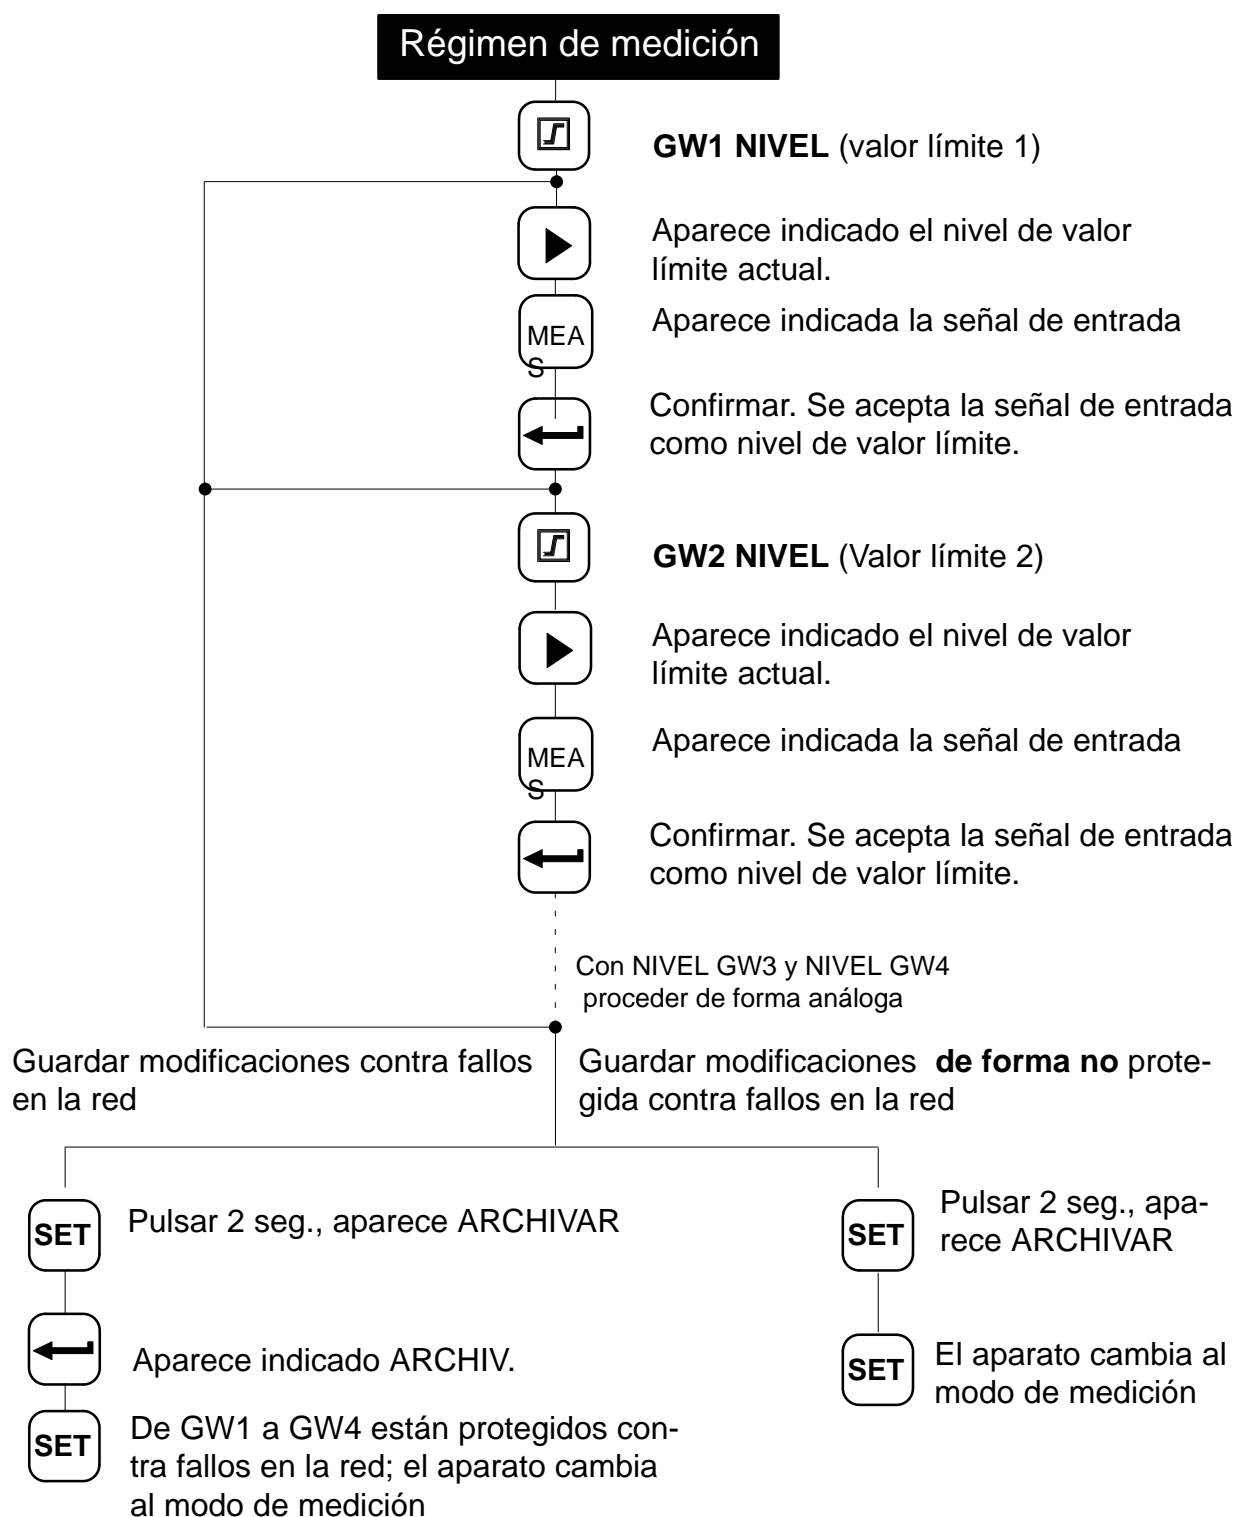 Régimen de medición
GW1 NIVEL (valor límite 1)
Aparece indicado el nivel de valor
límite actual.
MEA
S
Aparece indicada la señal de entrada
Confirmar. Se acepta la señal de entrada
como nivel de valor límite.
GW2 NIVEL (Valor límite 2)
Aparece indicado el nivel de valor
límite actual.
MEA
S
Aparece indicada la señal de entrada
Confirmar. Se acepta la señal de entrada
como nivel de valor límite.
Con NIVEL GW3 y NIVEL GW4
proceder de forma análoga
Guardar modificaciones contra fallos
en la red
Guardar modificaciones de forma no prote-
gida contra fallos en la red
SET
Pulsar 2 seg., aparece ARCHIVAR
Aparece indicado ARCHIV.
SET
De GW1 a GW4 están protegidos con-
tra fallos en la red; el aparato cambia
al modo de medición
SET
Pulsar 2 seg., apa-
rece ARCHIVAR
SET
El aparato cambia al
modo de medición